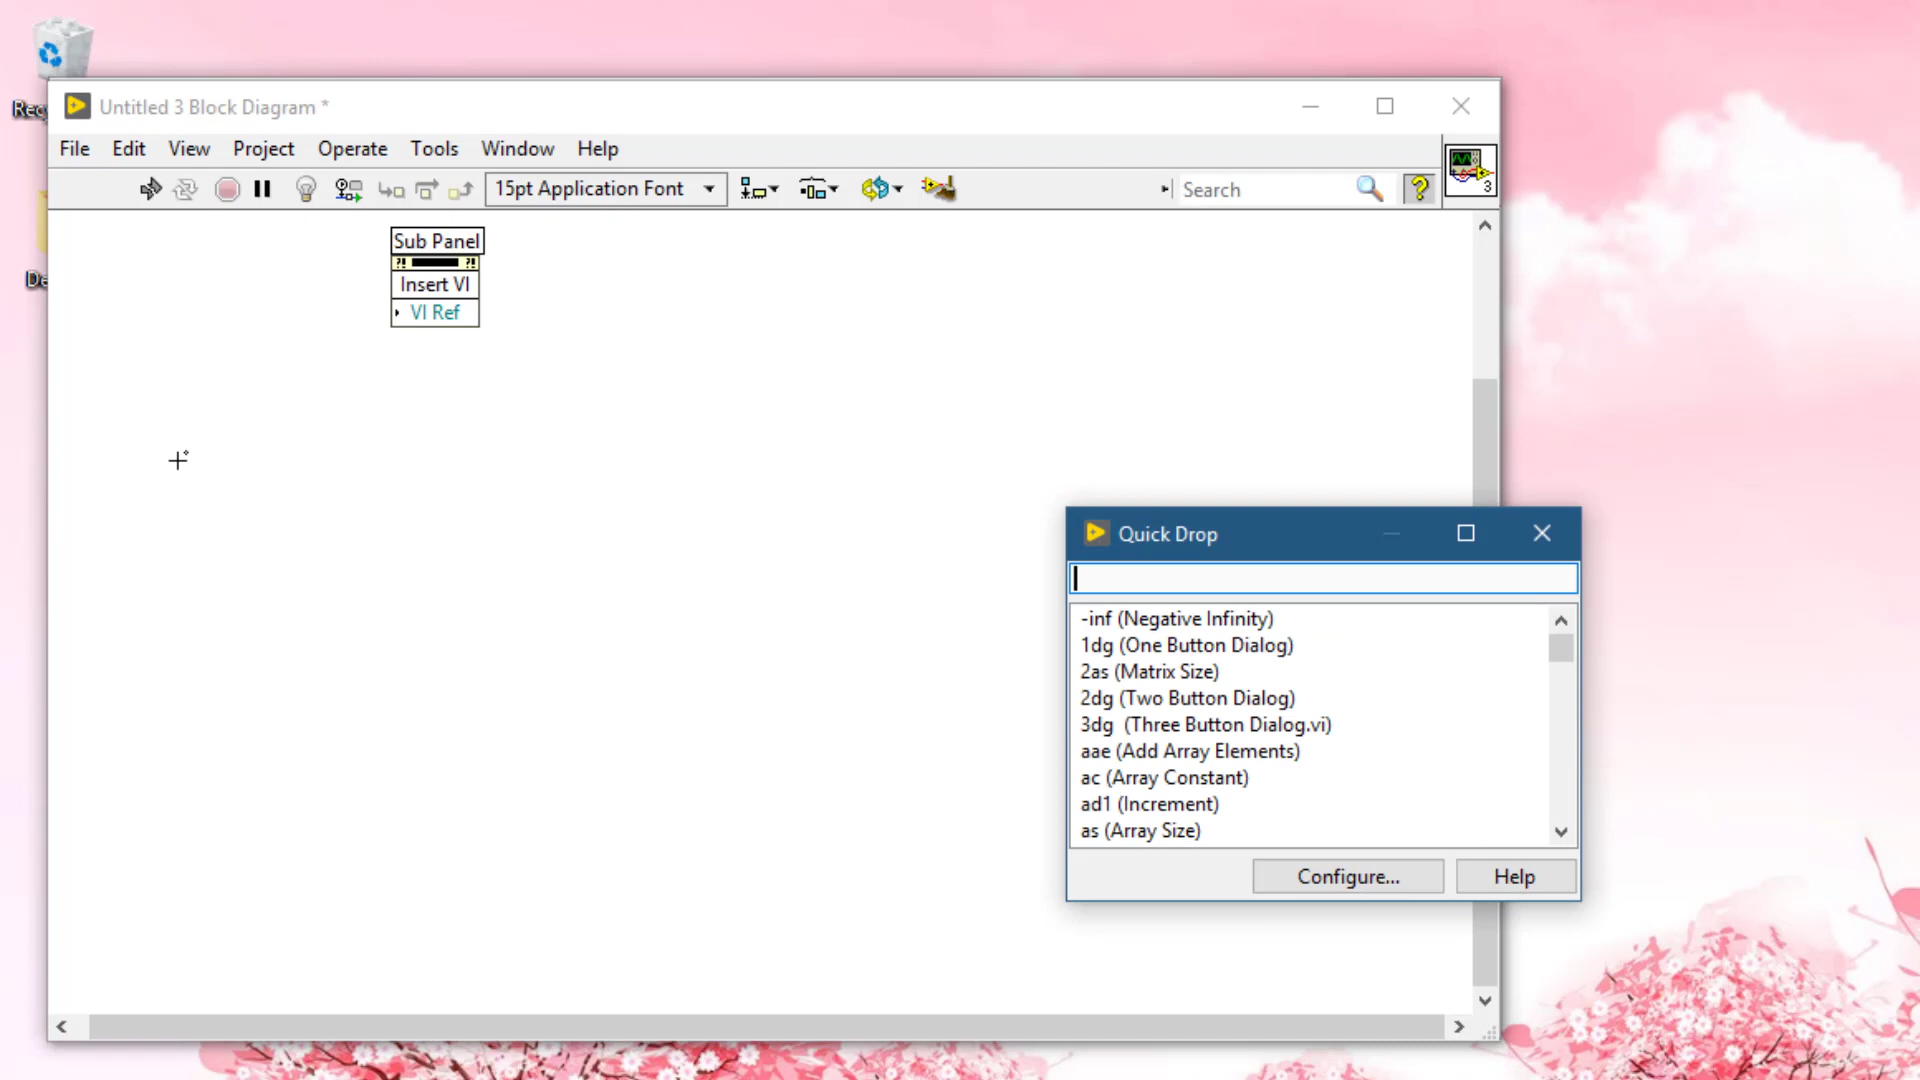 Rec
De
Untitled 3 Block Diagram *
File Edit View Project Operate Tools Window Help
15pt Application Font
Search
?
3
Sub Panel
?! ?!
Insert VI
VI Ref
Quick Drop
-inf (Negative Infinity)
1dg (One Button Dialog)
2as (Matrix Size)
2dg (Two Button Dialog)
3dg (Three Button Dialog.vi)
aae (Add Array Elements)
ac (Array Constant)
ad1 (Increment)
as (Array Size)
Configure... Help